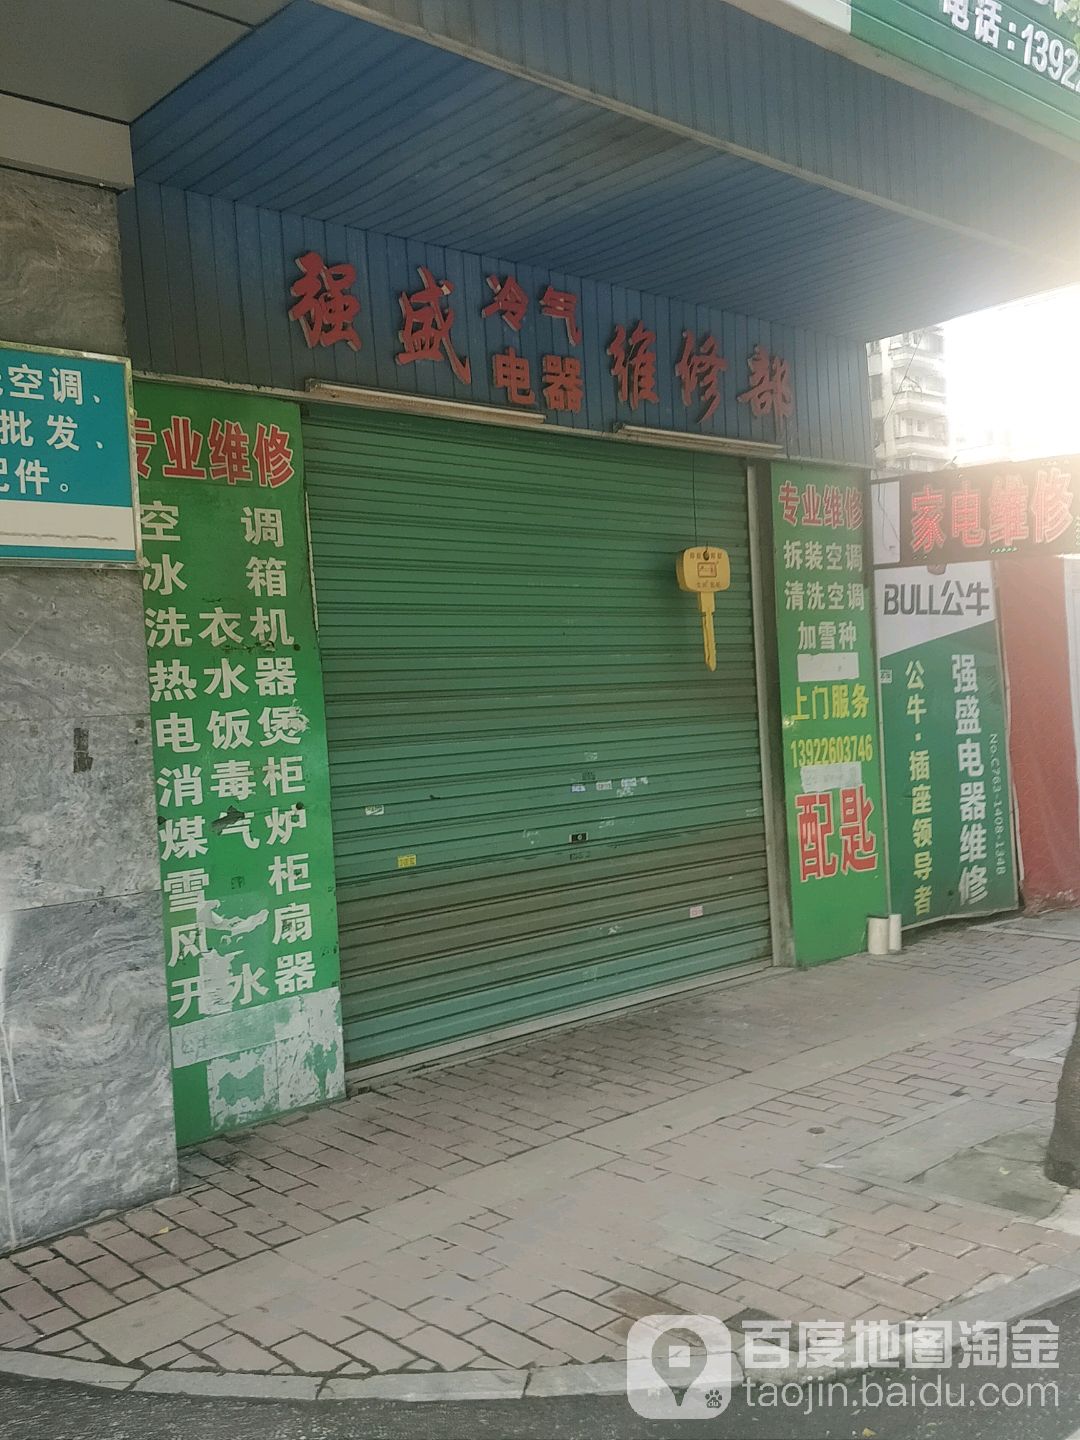 电话:1392
强盛冷气电器维修部
空调、
批发、
配件。
专业维修
空调
冰箱
洗衣机
热水器
电饭煲
消毒柜
煤气炉
雪柜
风扇
开水器
专业维修
拆装空调
清洗空调
加雪种
上门服务
13922603746
配匙
家电维修
BULL公牛
公牛·插座领导者
强盛电器维修
No.C763-1408-1348
百度地图淘金
taojin.baidu.com